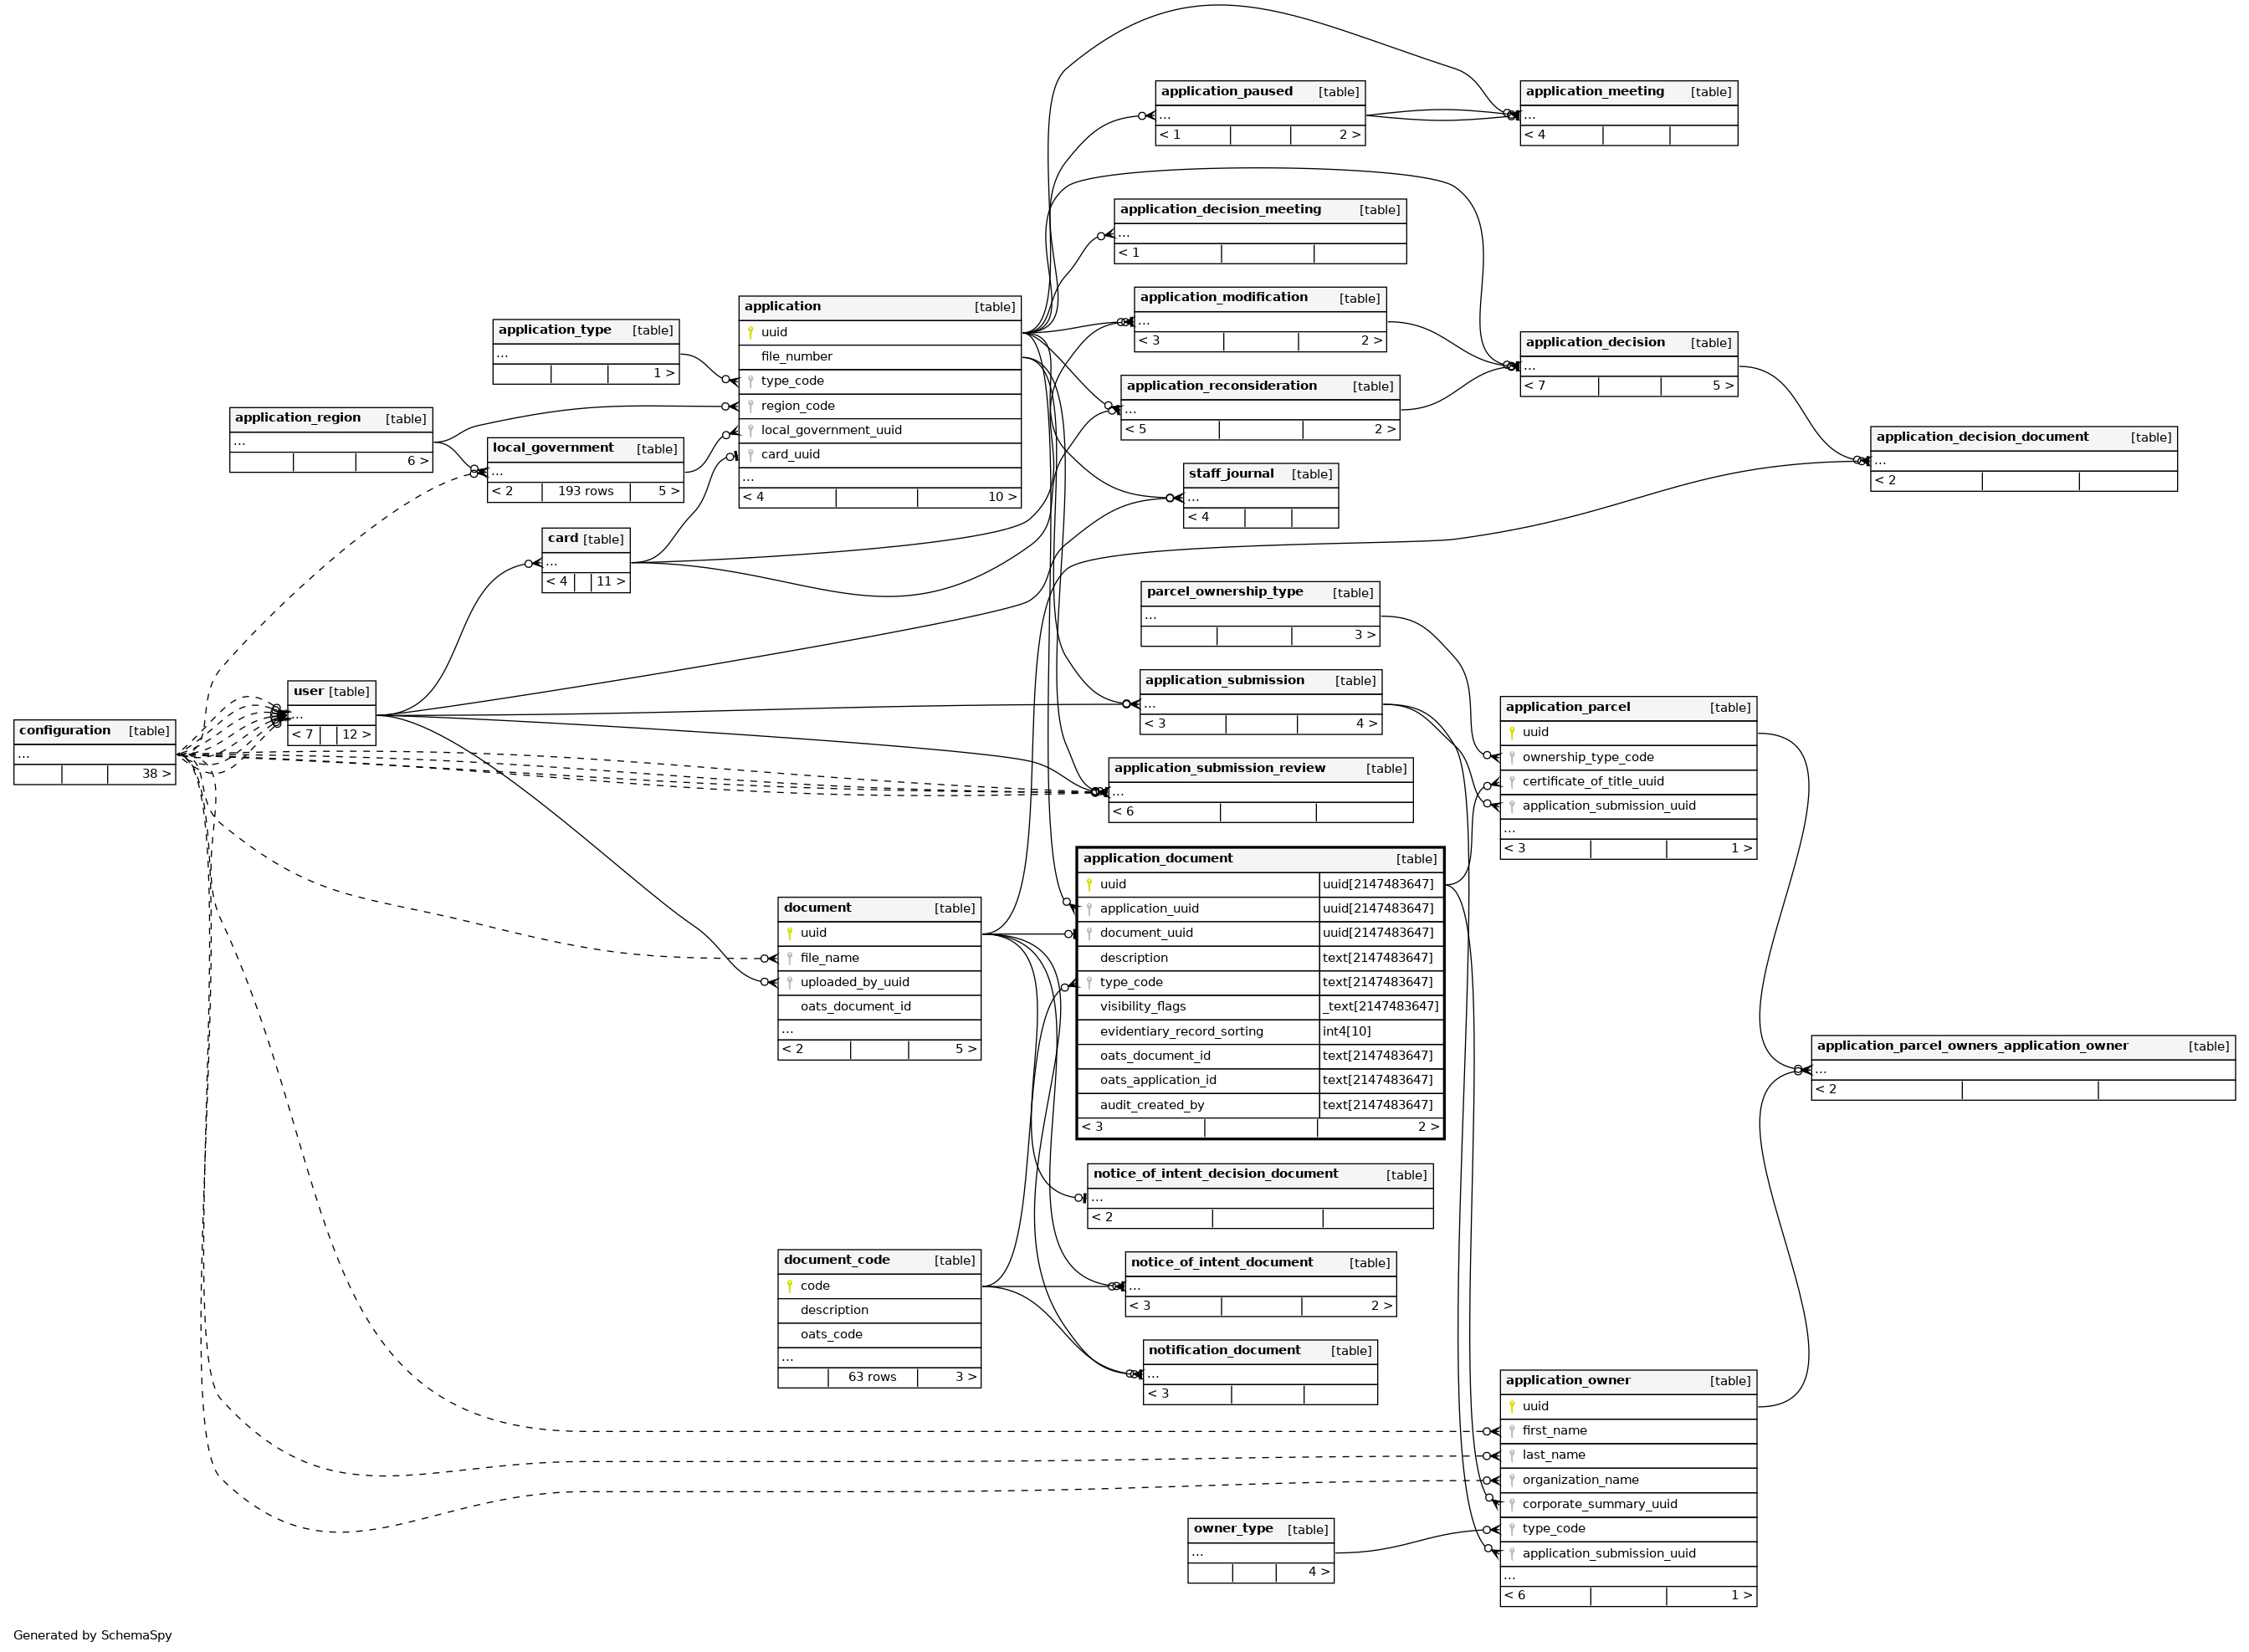 application_paused [table]
...
< 1 2 >
application_meeting [table]
...
< 4
application_decision_meeting [table]
...
< 1
application_modification [table]
...
< 3 2 >
application [table]
uuid
file_number
type_code
region_code
local_government_uuid
card_uuid
...
< 4 10 >
application_type [table]
...
1 >
application_decision [table]
...
< 7 5 >
application_reconsideration [table]
...
< 5 2 >
application_region [table]
...
6 >
local_government [table]
...
< 2 193 rows 5 >
application_decision_document [table]
...
< 2
staff_journal [table]
...
< 4
card [table]
...
< 4 11 >
parcel_ownership_type [table]
...
3 >
application_submission [table]
...
< 3 4 >
user [table]
...
< 7 12 >
configuration [table]
...
38 >
application_parcel [table]
uuid
ownership_type_code
certificate_of_title_uuid
application_submission_uuid
...
< 3 1 >
application_submission_review [table]
...
< 6
application_document [table]
uuid uuid[2147483647]
application_uuid uuid[2147483647]
document_uuid uuid[2147483647]
description text[2147483647]
type_code text[2147483647]
visibility_flags _text[2147483647]
evidentiary_record_sorting int4[10]
oats_document_id text[2147483647]
oats_application_id text[2147483647]
audit_created_by text[2147483647]
< 3 2 >
document [table]
uuid
file_name
uploaded_by_uuid
oats_document_id
...
< 2 5 >
application_parcel_owners_application_owner [table]
...
< 2
notice_of_intent_decision_document [table]
...
< 2
document_code [table]
code
description
oats_code
...
63 rows 3 >
notice_of_intent_document [table]
...
< 3 2 >
notification_document [table]
...
< 3
application_owner [table]
uuid
first_name
last_name
organization_name
corporate_summary_uuid
type_code
application_submission_uuid
...
< 6 1 >
owner_type [table]
...
4 >
Generated by SchemaSpy